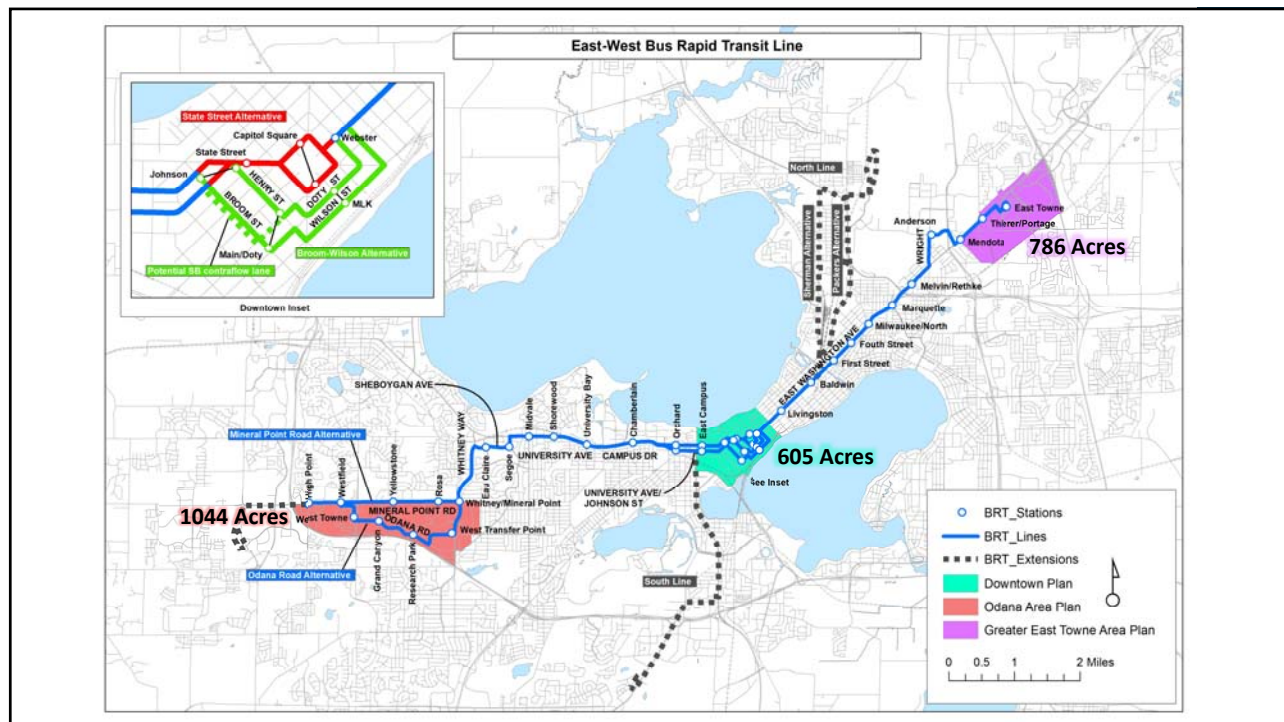 East-West Bus Rapid Transit Line
State Street Alternative
Capitol Square
Webster
State Street
Johnson
HENRY ST
DOTY ST
BROOM ST
WILSON ST
MLK
Main/Doty
Broom-Wilson Alternative
Potential SB contraflow lane
Downtown Inset
North Line
Sherman Alternative
Packers Alternative
East Towne
Thierer/Portage
Anderson
Mendota
WRIGHT
786 Acres
Melvin/Rethke
Marquette
Milwaukee/North
Fouth Street
First Street
EAST WASHINGTON AVE
Baldwin
Livingston
SHEBOYGAN AVE
Mineral Point Road Alternative
WHITNEY WAY
Eau Claire
Segoe
Midvale
Shorewood
University Bay
Chamberlain
Orchard
East Campus
UNIVERSITY AVE
CAMPUS DR
605 Acres
See Inset
UNIVERSITY AVE/
JOHNSON ST
High Point
Westfield
Yellowstone
Rosa
Whitney/Mineral Point
MINERAL POINT RD
1044 Acres
West Towne
ODANA RD
West Transfer Point
Grand Canyon
Research Park
Odana Road Alternative
South Line
BRT_Stations
BRT_Lines
BRT_Extensions
Downtown Plan
Odana Area Plan
Greater East Towne Area Plan
0 0.5 1 2 Miles